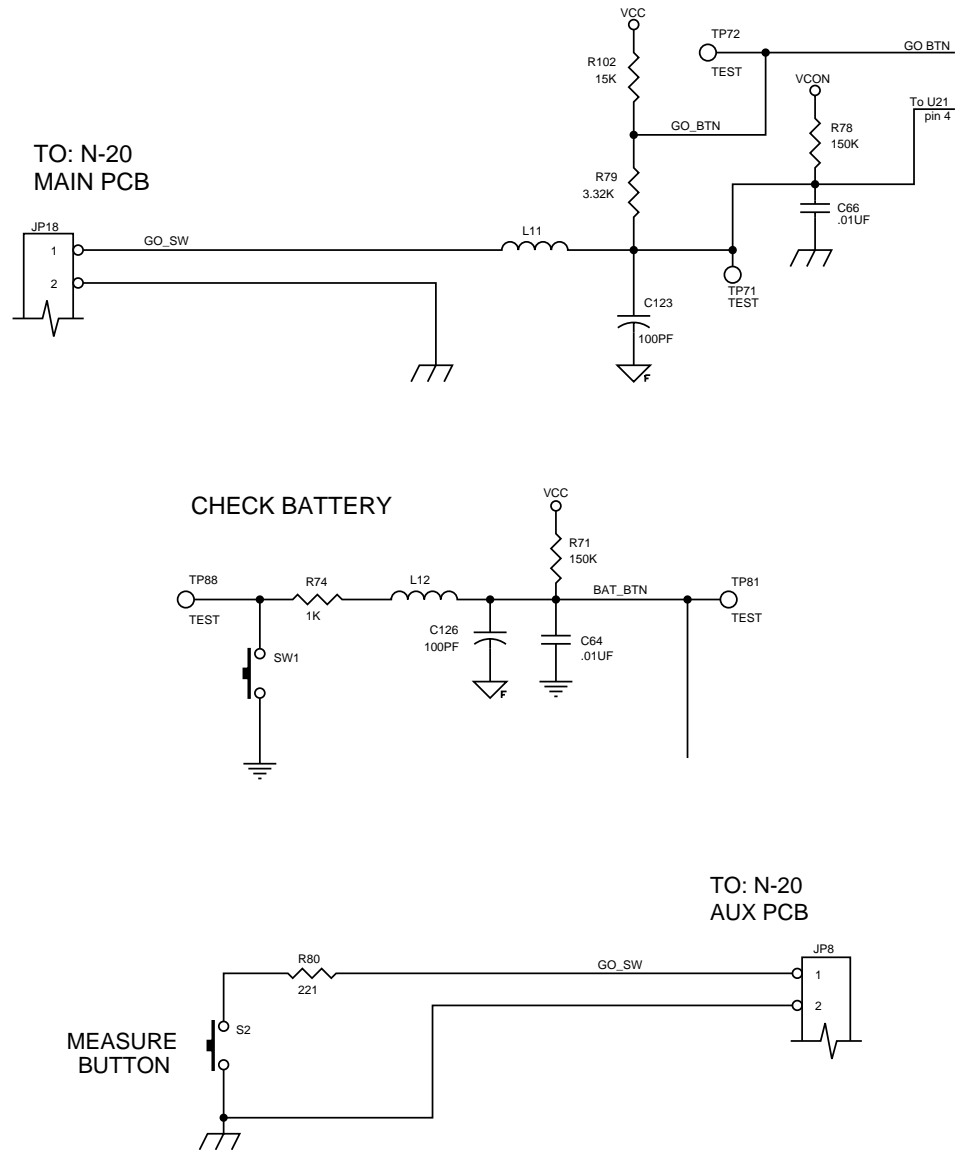 VCC
TP72
TEST
GO BTN
R102
15K
VCON
To U21
pin 4
GO_BTN
R78
150K
TO: N-20
MAIN PCB
R79
3.32K
C66
.01UF
JP18
1
2
GO_SW
L11
TP71
TEST
C123
100PF
F
CHECK BATTERY
VCC
R71
150K
TP88
TEST
R74
1K
L12
BAT_BTN
TP81
TEST
C126
100PF
C64
.01UF
SW1
F
TO: N-20
AUX PCB
JP8
R80
221
GO_SW
1
2
S2
MEASURE
BUTTON